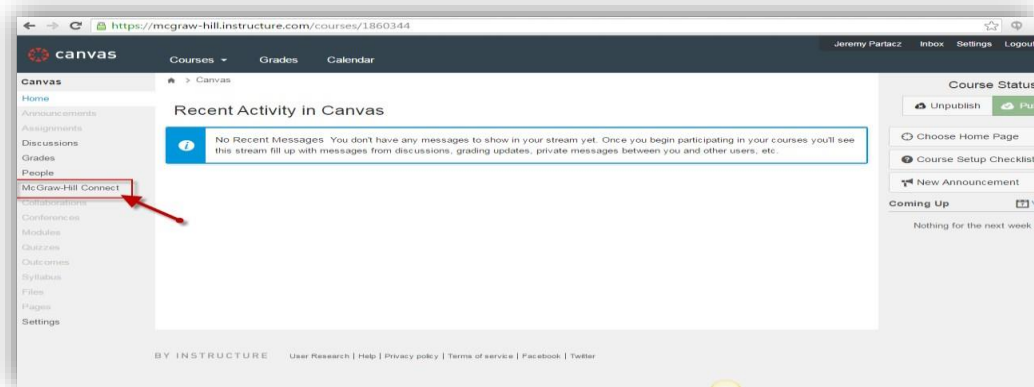 https://mcgraw-hill.instructure.com/courses/1860344
Jeremy Partacz Inbox Settings Logout
canvas
Courses Grades Calendar
Canvas
Home
Announcements
Assignments
Discussions
Grades
People
McGraw-Hill Connect
Collaborations
Conferences
Modules
Quizzes
Outcomes
Syllabus
Files
Pages
Settings
> Canvas
Recent Activity in Canvas
No Recent Messages You don't have any messages to show in your stream yet. Once you begin participating in your courses you'll see
this stream fill up with messages from discussions, grading updates, private messages between you and other users, etc.
Course Status
Unpublish Pu
Choose Home Page
Course Setup Checklist
New Announcement
Coming Up
Nothing for the next week
BY INSTRUCTURE User Research | Help | Privacy policy | Terms of service | Facebook | Twitter